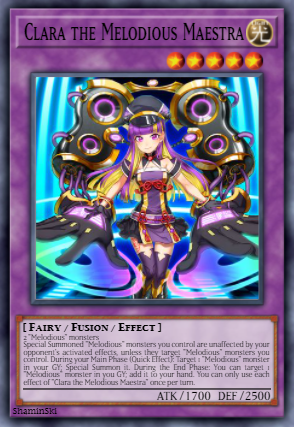 CLARA THE MELODIOUS MAESTRA
光
[ FAIRY / FUSION / EFFECT ]
2 "Melodious" monsters
Special Summoned "Melodious" monsters you control are unaffected by your
opponent's activated effects, unless they target "Melodious" monsters you
control. During your Main Phase (Quick Effect): Target 1 "Melodious" monster
in your GY; Special Summon it. During the End Phase: You can target 1
"Melodious" monster in you GY; add it to your hand. You can only use each
effect of "Clara the Melodious Maestra" once per turn.
ATK/1700 DEF/2500
ShaminSki